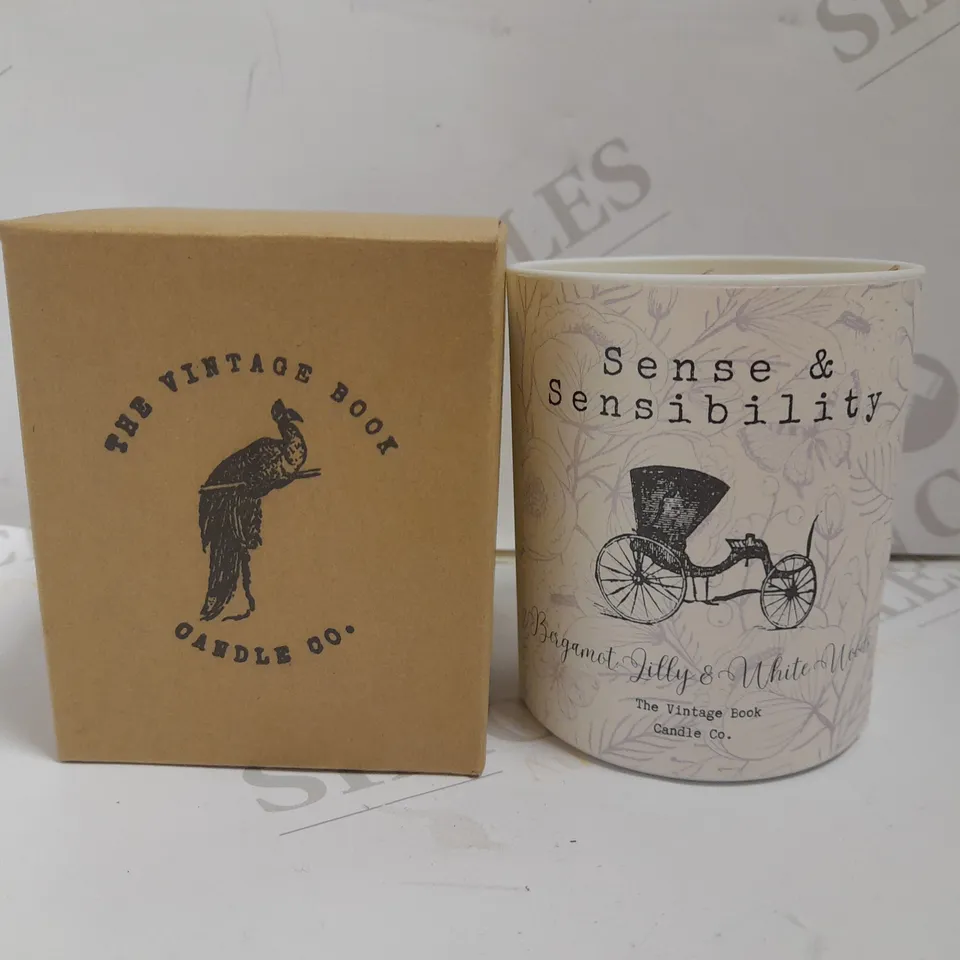 THE VINTAGE BOOK
CANDLE CO.
Sense &
Sensibility
Bergamot, Lilly & White
The Vintage Book
Candle Co.